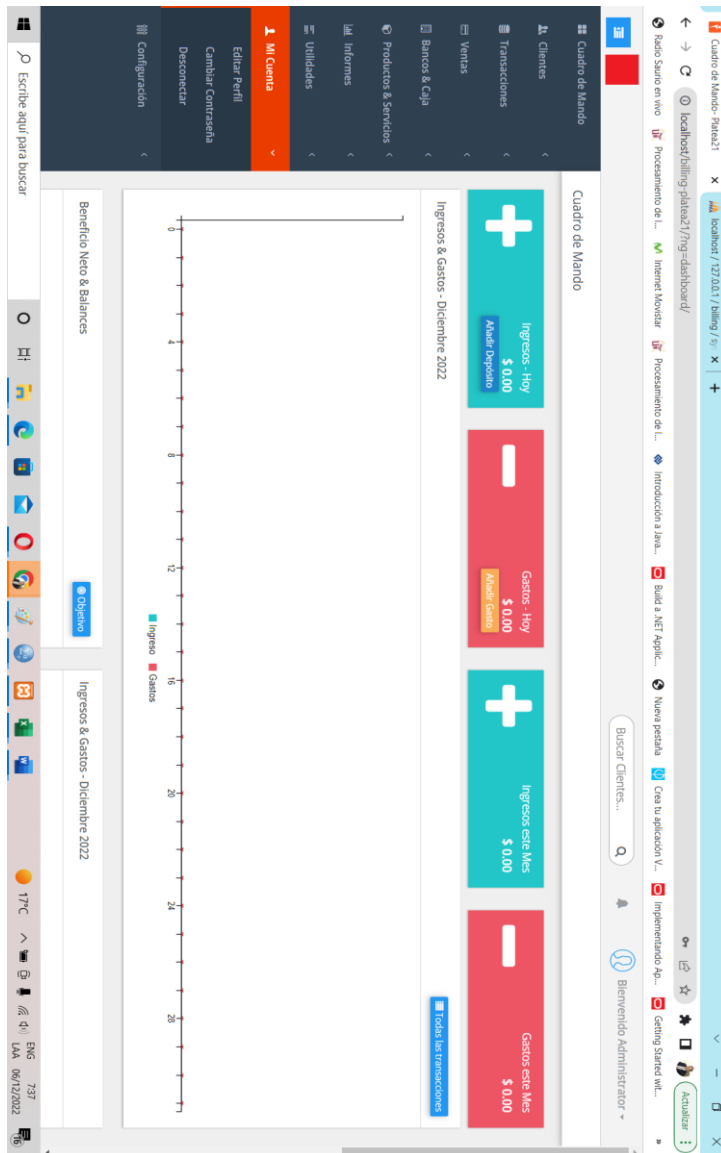 Cuadro de Mando- Platea21
localhost / 127.0.0.1 / billing / sy
localhost/billing-platea21/?ng=dashboard/
Actualizar
Radio Saurio en vivo
Procesamiento de l...
Internet Movistar
Procesamiento de l...
Introducción a Java...
Build a .NET Applic...
Nueva pestaña
Crea tu aplicación V...
Implementando Ap...
Getting Started wit...
»
Buscar Clientes...
Bienvenido Administrator
Cuadro de Mando
Clientes
Transacciones
Ventas
Bancos & Caja
Productos & Servicios
Informes
Utilidades
Mi Cuenta
Editar Perfil
Cambiar Contraseña
Desconectar
Configuración
Cuadro de Mando
Ingresos - Hoy
$ 0.00
Añadir Depósito
Gastos - Hoy
$ 0.00
Añadir Gasto
Ingresos este Mes
$ 0.00
Gastos este Mes
$ 0.00
Ingresos & Gastos - Diciembre 2022
Todas las transacciones
0 4 8 12 16 20 24 28
Ingreso Gastos
Beneficio Neto & Balances
Objetivo
Ingresos & Gastos - Diciembre 2022
Escribe aquí para buscar
17°C
ENG
LAA
7:37
06/12/2022
16